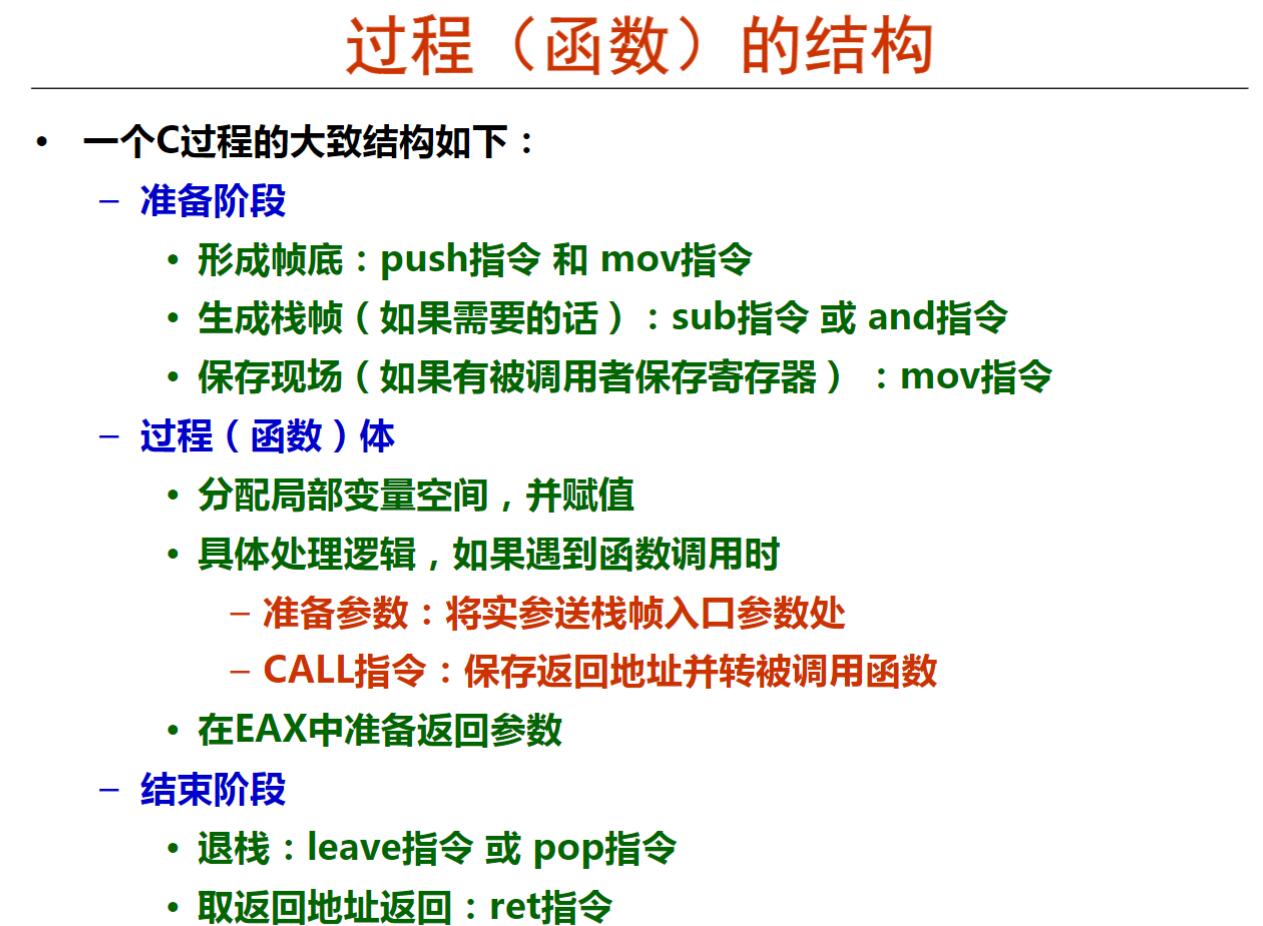 过程（函数）的结构
• 一个C过程的大致结构如下：
– 准备阶段
• 形成帧底：push指令 和 mov指令
• 生成栈帧（如果需要的话）：sub指令 或 and指令
• 保存现场（如果有被调用者保存寄存器） ：mov指令
– 过程（函数）体
• 分配局部变量空间，并赋值
• 具体处理逻辑，如果遇到函数调用时
– 准备参数：将实参送栈帧入口参数处
– CALL指令：保存返回地址并转被调用函数
• 在EAX中准备返回参数
– 结束阶段
• 退栈：leave指令 或 pop指令
• 取返回地址返回：ret指令